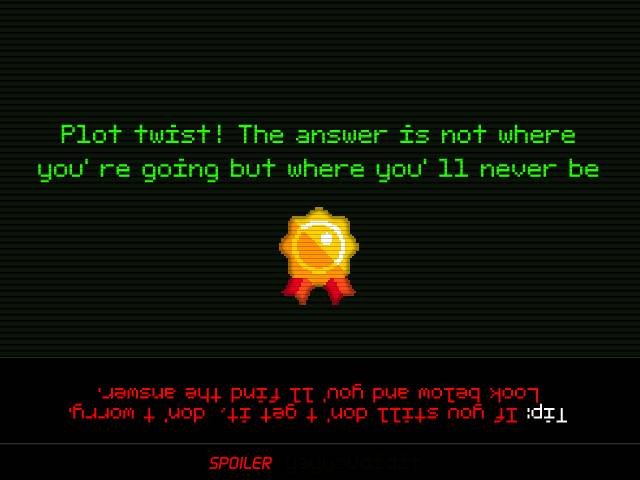 Plot twist! The answer is not where
you're going but where you'll never be
Tip: If you still don't get it, don't worry.
Look below and you'll find the answer.
SPOILER